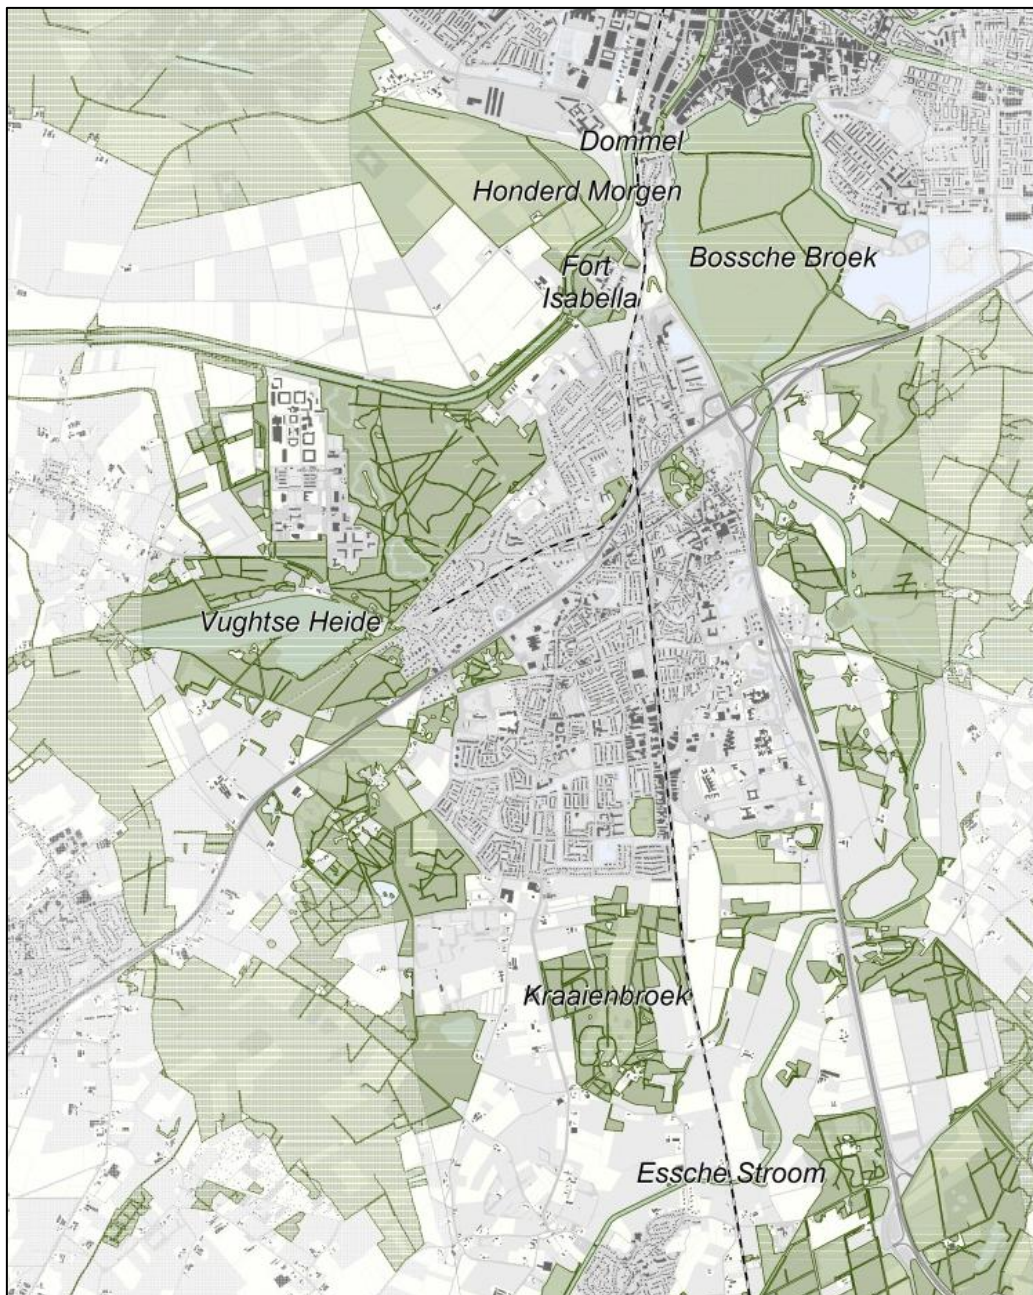 Dommel
Honderd Morgen
Bossche Broek
Fort
Isabella
Vughtse Heide
Kraaienbroek
Essche Stroom